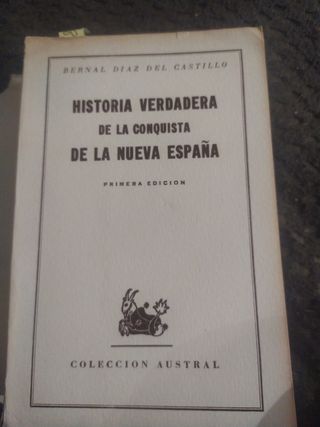 BERNAL DIAZ DEL CASTILLO
HISTORIA VERDADERA
DE LA CONQUISTA
DE LA NUEVA ESPAÑA
PRIMERA EDICION
COLECCION AUSTRAL